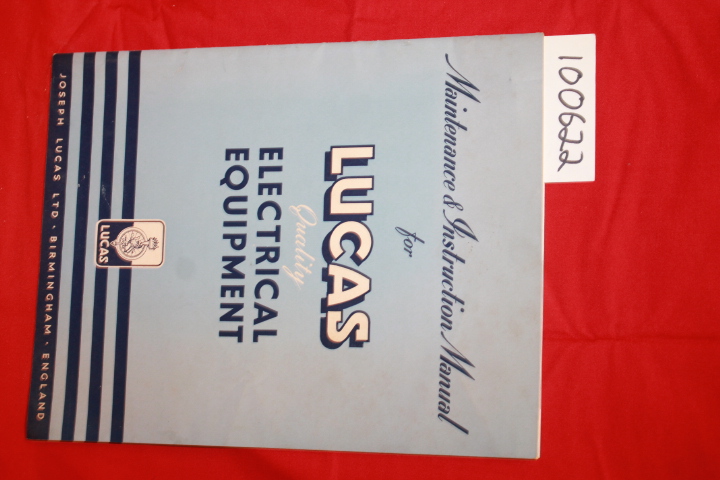 Maintenance & Instruction Manual
for
LUCAS
Quality
ELECTRICAL
EQUIPMENT
LUCAS
JOSEPH LUCAS LTD · BIRMINGHAM · ENGLAND
100622